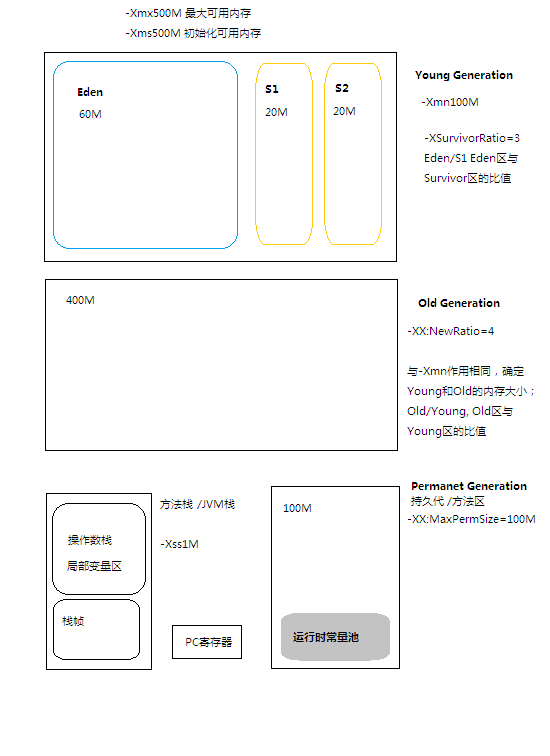 -Xmx500M 最大可用内存
-Xms500M 初始化可用内存
Eden
60M
S1
20M
S2
20M
Young Generation
-Xmn100M
-XSurvivorRatio=3
Eden/S1 Eden区与
Survivor区的比值
400M
Old Generation
-XX:NewRatio=4
与-Xmn作用相同，确定
Young和Old的内存大小；
Old/Young, Old区与
Young区的比值
操作数栈
局部变量区
栈帧
方法栈 /JVM栈
-Xss1M
PC寄存器
100M
运行时常量池
Permanet Generation
持久代 /方法区
-XX:MaxPermSize=100M